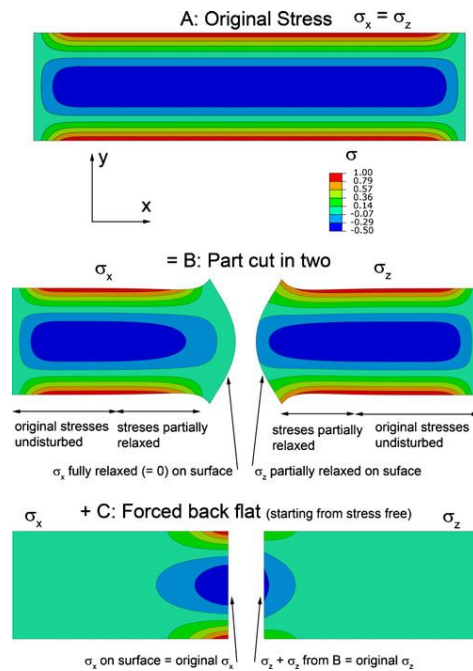 A: Original Stress σx = σz
y
x
σ
1.00
0.79
0.57
0.36
0.14
-0.07
-0.29
-0.50
= B: Part cut in two
σx
σz
original stresses undisturbed
streses partially relaxed
streses partially relaxed
original stresses undisturbed
σx fully relaxed (= 0) on surface
σz partially relaxed on surface
+ C: Forced back flat (starting from stress free)
σx
σz
σx on surface = original σx
σz + σz from B = original σz